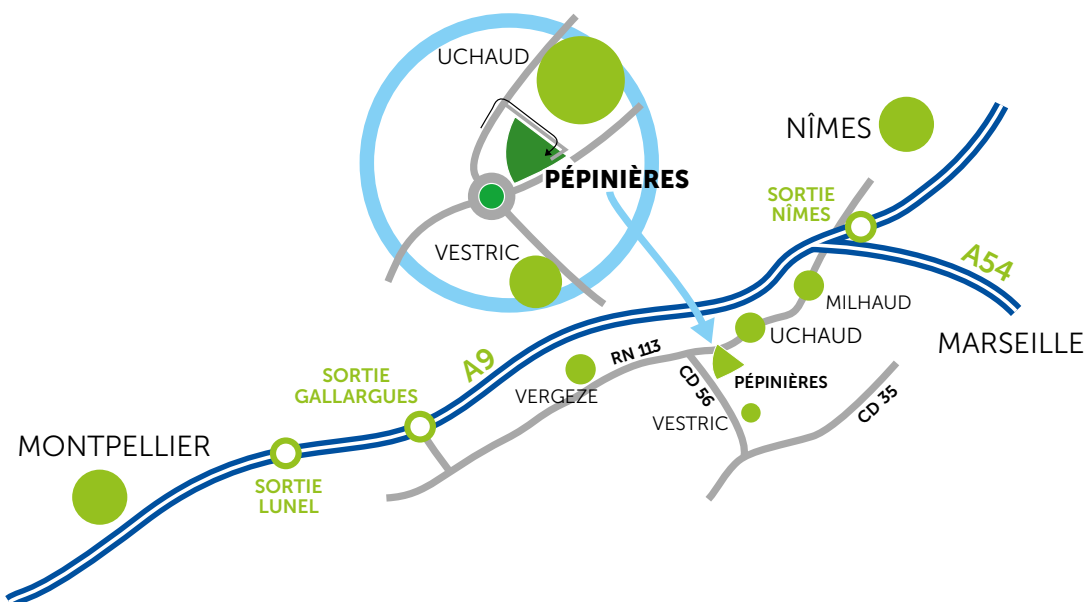 UCHAUD
PÉPINIÈRES
VESTRIC
NÎMES
SORTIE
NÎMES
A54
MARSEILLE
MILHAUD
UCHAUD
PÉPINIÈRES
RN 113
CD 56
VESTRIC
CD 35
VERGEZE
A9
SORTIE
GALLARGUES
MONTPELLIER
SORTIE
LUNEL